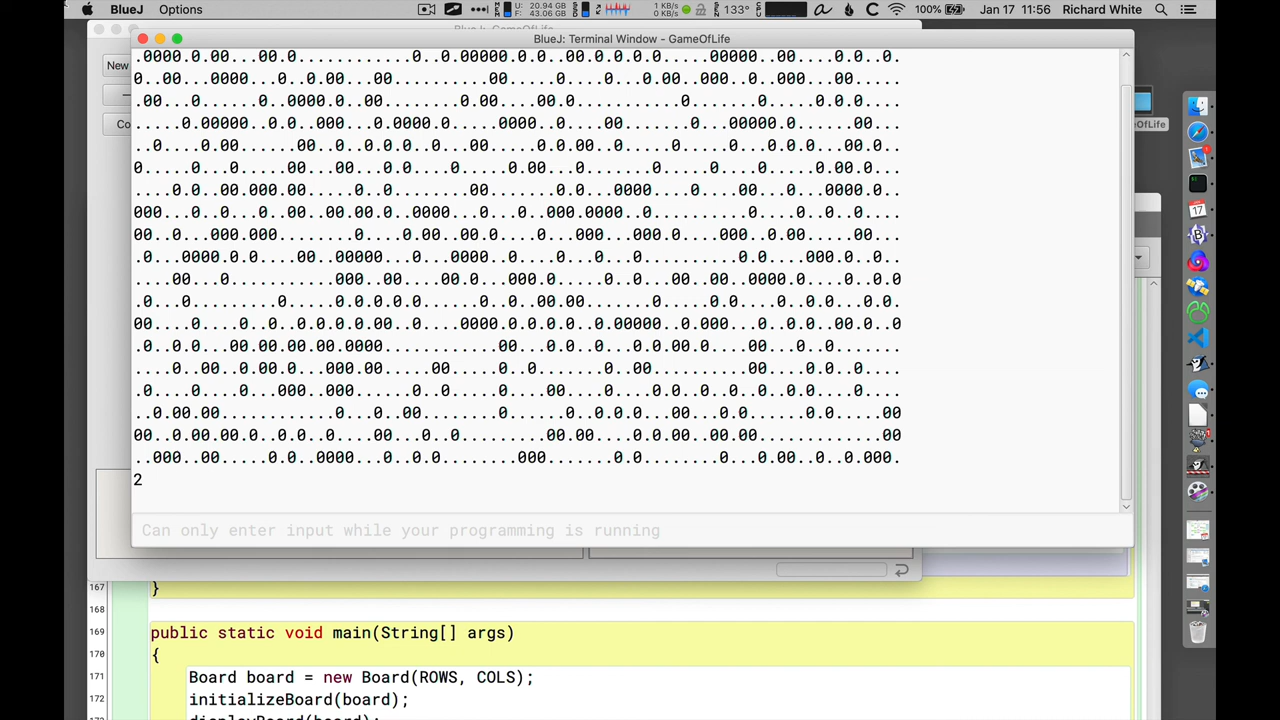 BlueJ Options U: 20.94 GB F: 43.06 GB 1 KB/s 0 KB/s 133° 100% Jan 17 11:56 Richard White
BlueJ: Terminal Window - GameOfLife
New
Co
ofLife
.0000.0.00...00.0............0..0.00000.0.0..00.0.0.0.0.....00000..00....0.0..0.
0..00...0000...0..0...00..........00.....0...0..0.00.000..0..000...00.....
.00...0.....0..0000.0..00........0.00....00.0...........0.......0.....0.0.0....
.....0.00000..0.0..000...0.0000........000..0....00.......0...00000.0......00...
..0....0.00......00..0..0.0.0..0...00.......0.0.00..0........0....0..0.0.0...00.0..
0.....0...0.....00...00...0.0....0.....0.00....0.......0.....0....0.....0.00.0..
....0.0..00.000.00.....0..0........00.......0.0...0000....0....00...0...0000.0..
000...0..0...0..00..00.00.0..0000...0...0..0..000.0000..0..........0....0..0..0....
00..0...000.000........0....0.00..00.0........0...000...000.0....000..0.....00...
.0...0000.0.0....00..00000...0...0000..0...0....0...0........0.0.....000.0...0..
....00...0...........000..00....00.0...000.0.......0....00..00..0000.0....0..0.0
0....0.........0.....0.0.0.0.0......0.0...00.00.......0.....0....0.0...0...0.0.
00....0....0..0..0.0.0.0.00..0....0000.0.0.0.0..0.00000..0.000...0..0.0..00.0..0
.0..0.0...00.00.00.00.0000..............0...0.0......0.0.00.0....00...0..0.......
....0..00..0.00.0...000.00.....00.....0..0.......0..00..........00.....0..0....
.0....0....0...000..000.........0..0.....0....00....0...0.0.0..0..0..0.0.0....0....
..0.00.00............0...0..00........0......0..0.0.0...00...0.0......0.0.....00
00..0.00.00.0..0.0..0....00...0..0.........00.00....0.0.00..00.00.............00
..000..00.....0.0..0000...0..0.0........000.......0.0........0...0.00..0..0.000.
2
Can only enter input while your programming is running
167 }
168
169 public static void main(String[] args)
170 {
171 Board board = new Board(ROWS, COLS);
172 initializeBoard(board);